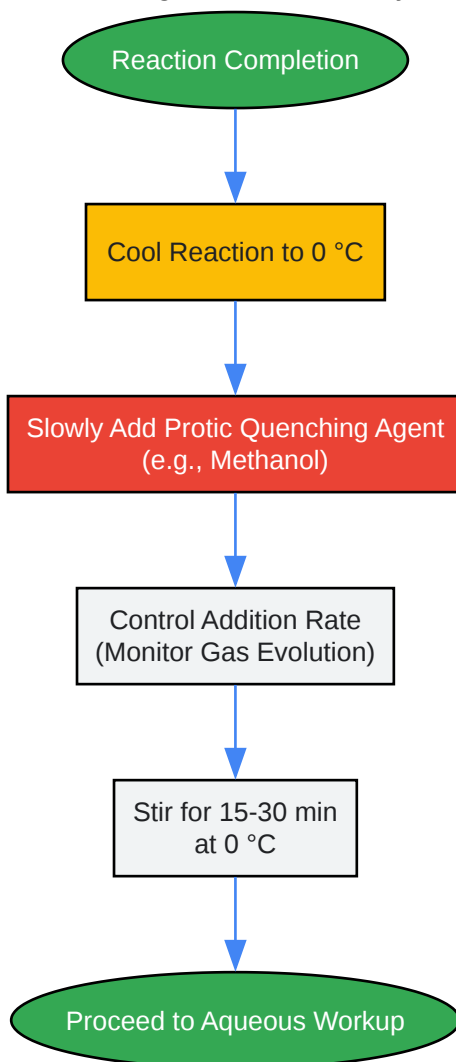 Reaction Completion
Cool Reaction to 0 °C
Slowly Add Protic Quenching Agent
(e.g., Methanol)
Control Addition Rate
(Monitor Gas Evolution)
Stir for 15-30 min
at 0 °C
Proceed to Aqueous Workup